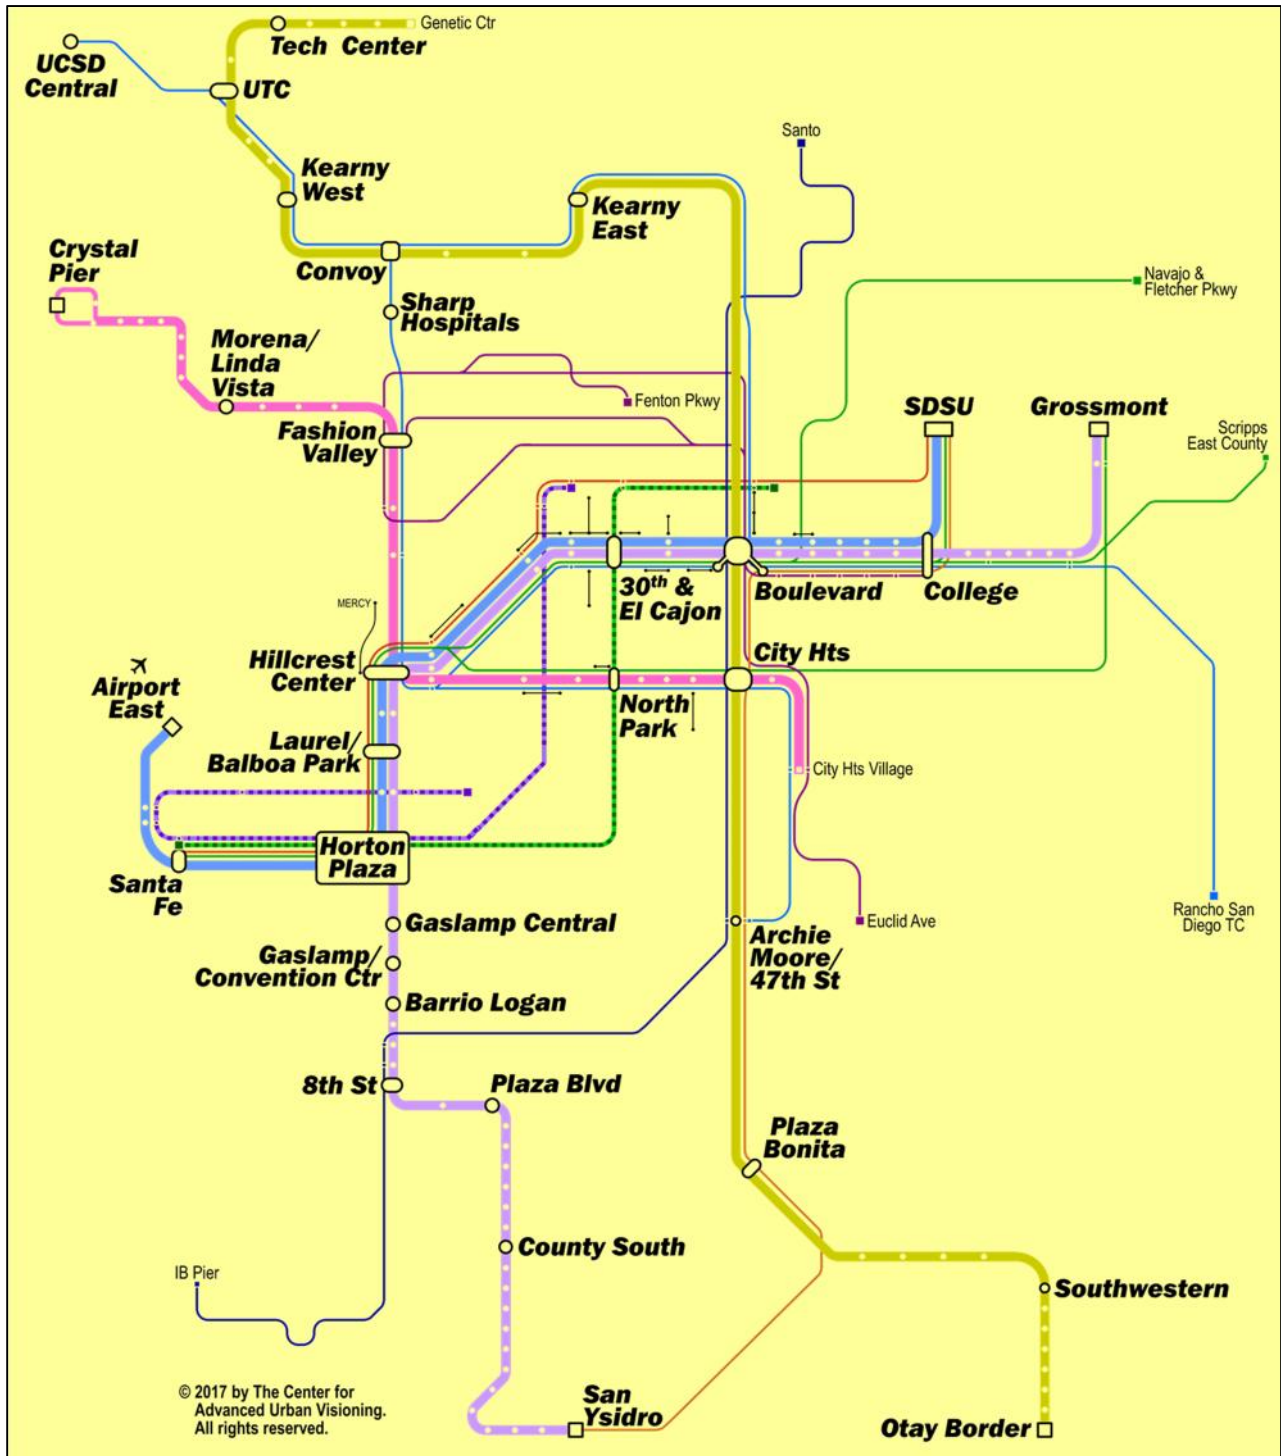 Genetic Ctr
Tech Center
UCSD
Central
UTC
Santo
Kearny
West
Kearny
East
Crystal
Pier
Convoy
Navajo &
Fletcher Pkwy
Sharp
Hospitals
Morena/
Linda
Vista
Fenton Pkwy
SDSU
Grossmont
Scripps
East County
Fashion
Valley
30th &
El Cajon
Boulevard
College
MERCY
City Hts
Hillcrest
Center
Airport
East
North
Park
Laurel/
Balboa Park
City Hts Village
Horton
Plaza
Santa
Fe
Gaslamp Central
Euclid Ave
Rancho San
Diego TC
Archie
Moore/
47th St
Gaslamp/
Convention Ctr
Barrio Logan
8th St
Plaza Blvd
Plaza
Bonita
County South
IB Pier
Southwestern
© 2017 by The Center for
Advanced Urban Visioning.
All rights reserved.
San
Ysidro
Otay Border